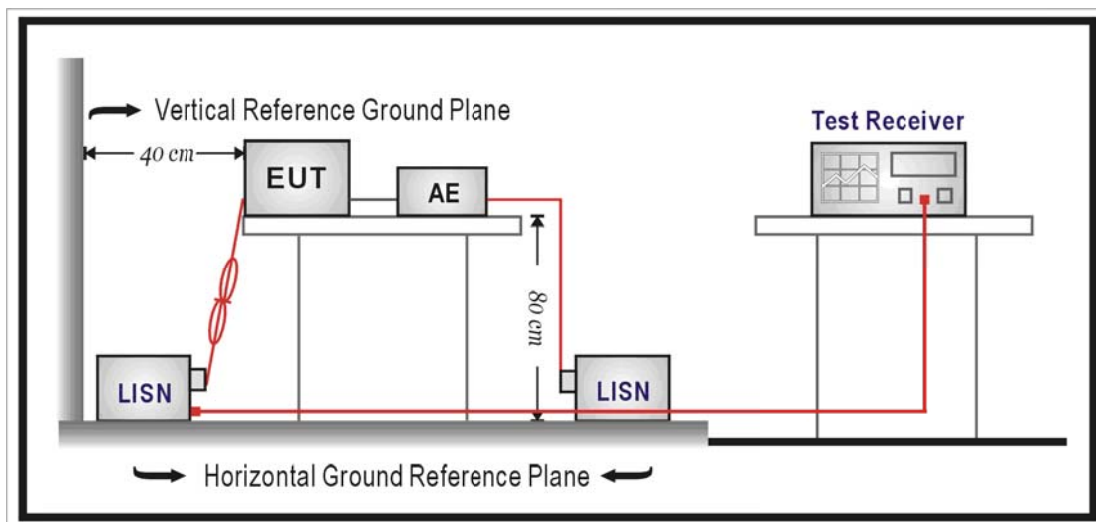 Vertical Reference Ground Plane
40 cm
EUT
AE
Test Receiver
80 cm
LISN
LISN
Horizontal Ground Reference Plane